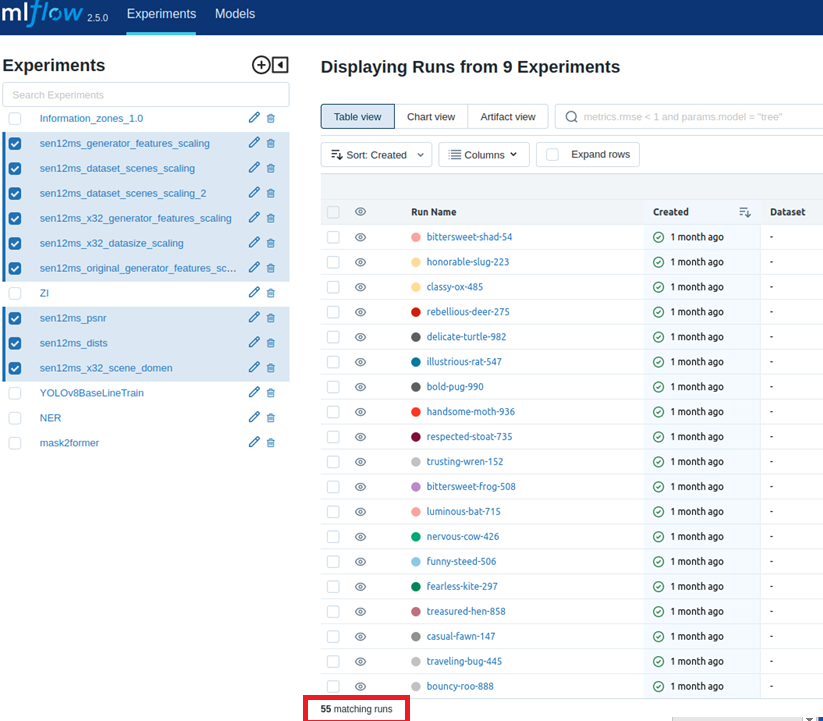 mlflow 2.5.0 Experiments Models
Experiments
Search Experiments
Information_zones_1.0
sen12ms_generator_features_scaling
sen12ms_dataset_scenes_scaling
sen12ms_dataset_scenes_scaling_2
sen12ms_x32_generator_features_scaling
sen12ms_x32_datasize_scaling
sen12ms_original_generator_features_sc...
ZI
sen12ms_psnr
sen12ms_dists
sen12ms_x32_scene_domen
YOLOv8BaseLineTrain
NER
mask2former
Displaying Runs from 9 Experiments
Table view Chart view Artifact view metrics.rmse < 1 and params.model = "tree"
Sort: Created Columns Expand rows
Run Name Created Dataset
bittersweet-shad-54 1 month ago -
honorable-slug-223 1 month ago -
classy-ox-485 1 month ago -
rebellious-deer-275 1 month ago -
delicate-turtle-982 1 month ago -
illustrious-rat-547 1 month ago -
bold-pug-990 1 month ago -
handsome-moth-936 1 month ago -
respected-stoat-735 1 month ago -
trusting-wren-152 1 month ago -
bittersweet-frog-508 1 month ago -
luminous-bat-715 1 month ago -
nervous-cow-426 1 month ago -
funny-steed-506 1 month ago -
fearless-kite-297 1 month ago -
treasured-hen-858 1 month ago -
casual-fawn-147 1 month ago -
traveling-bug-445 1 month ago -
bouncy-roo-888 1 month ago -
55 matching runs